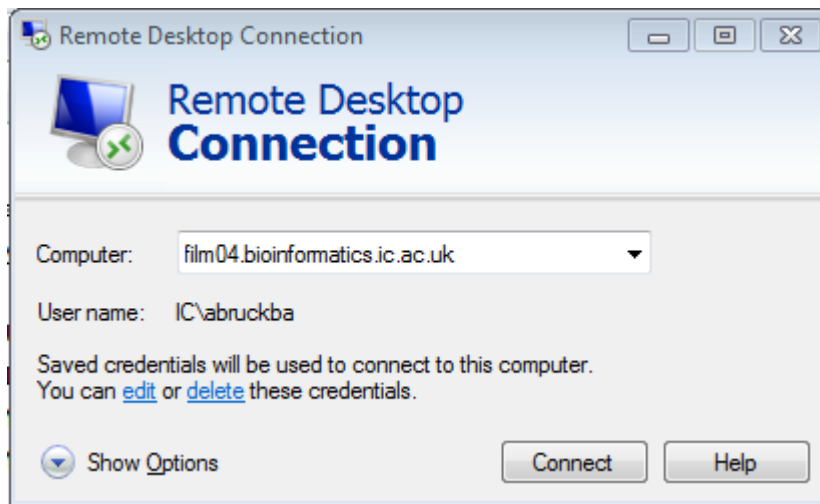 Remote Desktop Connection
Remote Desktop
Connection
Computer: film04.bioinformatics.ic.ac.uk
User name: IC\abruckba
Saved credentials will be used to connect to this computer.
You can edit or delete these credentials.
Show Options Connect Help